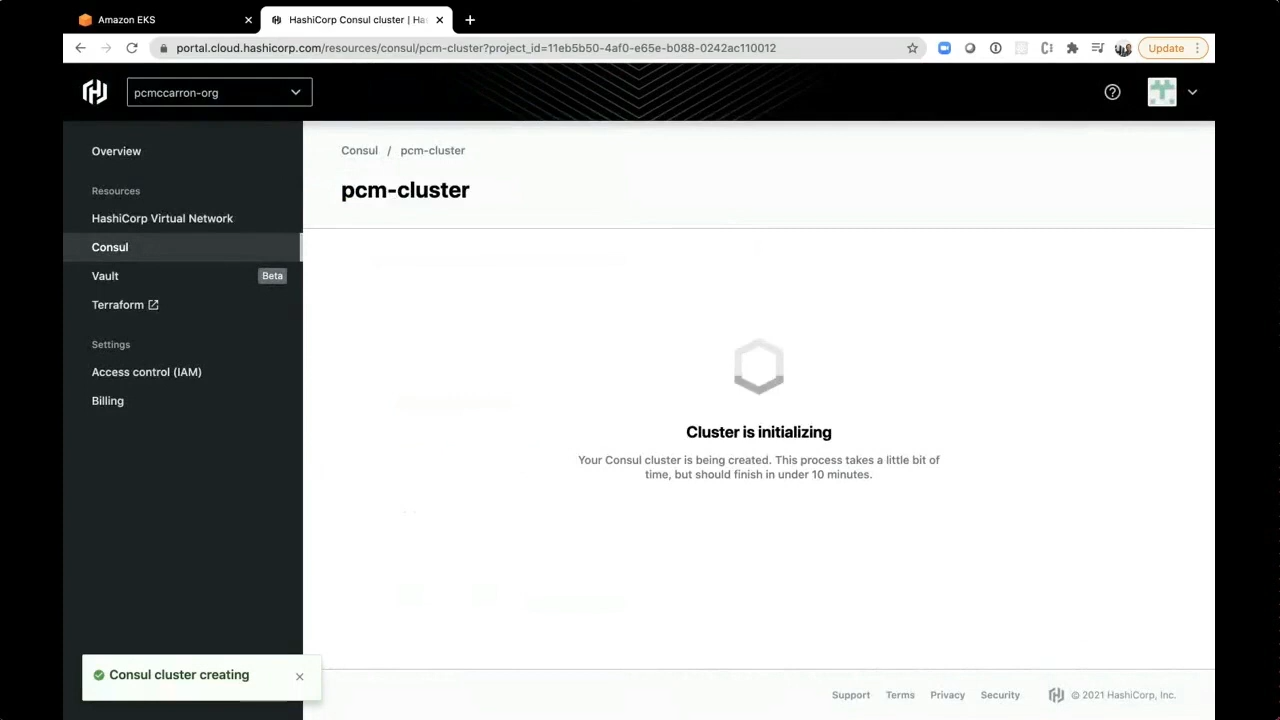 Amazon EKS
HashiCorp Consul cluster | Ha
portal.cloud.hashicorp.com/resources/consul/pcm-cluster?project_id=11eb5b50-4af0-e65e-b088-0242ac110012
Update
pcmccarron-org
Overview
Resources
HashiCorp Virtual Network
Consul
Vault
Beta
Terraform
Settings
Access control (IAM)
Billing
Consul / pcm-cluster
pcm-cluster
Cluster is initializing
Your Consul cluster is being created. This process takes a little bit of
time, but should finish in under 10 minutes.
Consul cluster creating
Support Terms Privacy Security © 2021 HashiCorp, Inc.